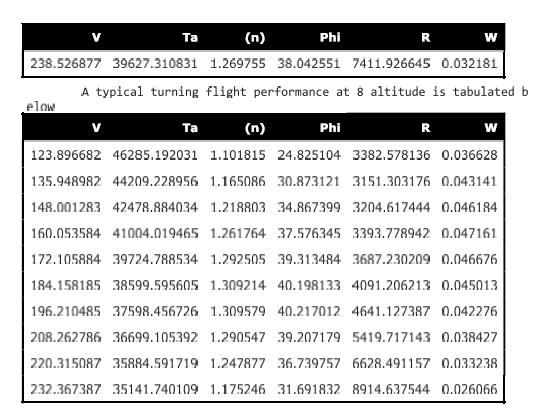 V Ta (n) Phi R W
238.526877 39627.310831 1.269755 38.042551 7411.926645 0.032181
A typical turning flight performance at 8 altitude is tabulated b
elow
V Ta (n) Phi R W
123.896682 46285.192031 1.101815 24.825104 3382.578136 0.036628
135.948982 44209.228956 1.165086 30.873121 3151.303176 0.043141
148.001283 42478.884034 1.218803 34.867399 3204.617444 0.046184
160.053584 41004.019465 1.261764 37.576345 3393.778942 0.047161
172.105884 39724.788534 1.292505 39.313484 3687.230209 0.046676
184.158185 38599.595605 1.309214 40.198133 4091.206213 0.045013
196.210485 37598.456726 1.309579 40.217012 4641.127387 0.042276
208.262786 36699.105392 1.290547 39.207179 5419.717143 0.038427
220.315087 35884.591719 1.247877 36.739757 6628.491157 0.033238
232.367387 35141.740109 1.175246 31.691832 8914.637544 0.026066